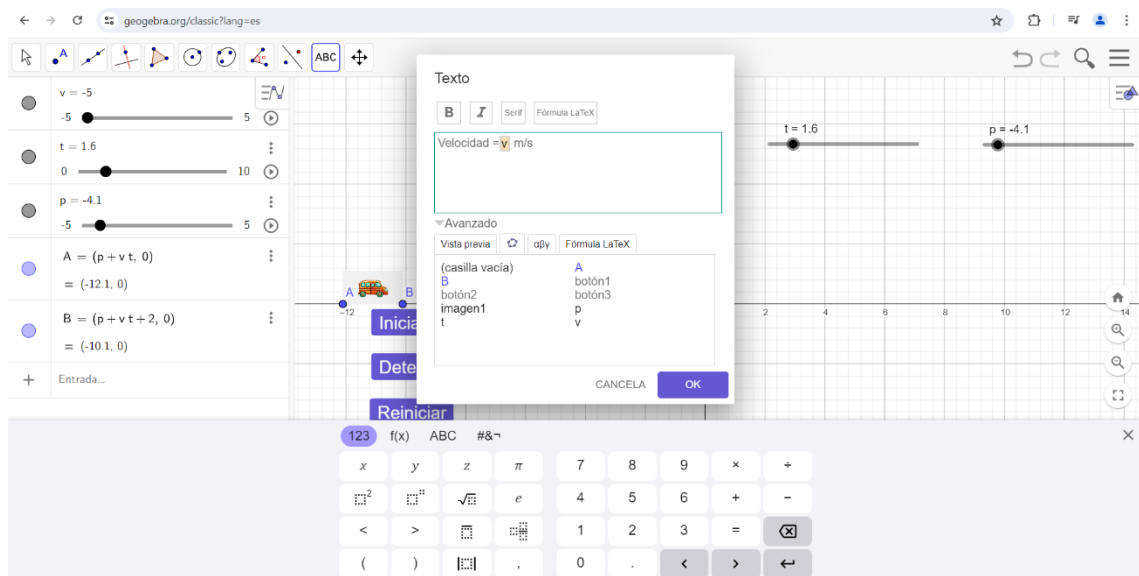 geogebra.org/classic?lang=es
A
ABC
v = -5
-5 5
t = 1.6
0 10
p = -4.1
-5 5
A = (p + v t, 0)
= (-12.1, 0)
B = (p + v t + 2, 0)
= (-10.1, 0)
+ Entrada...
Texto
B I Serif Fórmula LaTeX
Velocidad = v m/s
Avanzado
Vista previa αβγ Fórmula LaTeX
(casilla vacía) A
B botón1
botón2 botón3
imagen1 p
t v
CANCELA OK
t = 1.6
p = -4.1
A B
-12 2 4 6 8 10 12 14
Inicia
Dete
Reiniciar
123 f(x) ABC #&¬
x y z π 7 8 9 × ÷
□² □ √□ e 4 5 6 + −
< > 1 2 3 =
( ) |□| , 0 . < >